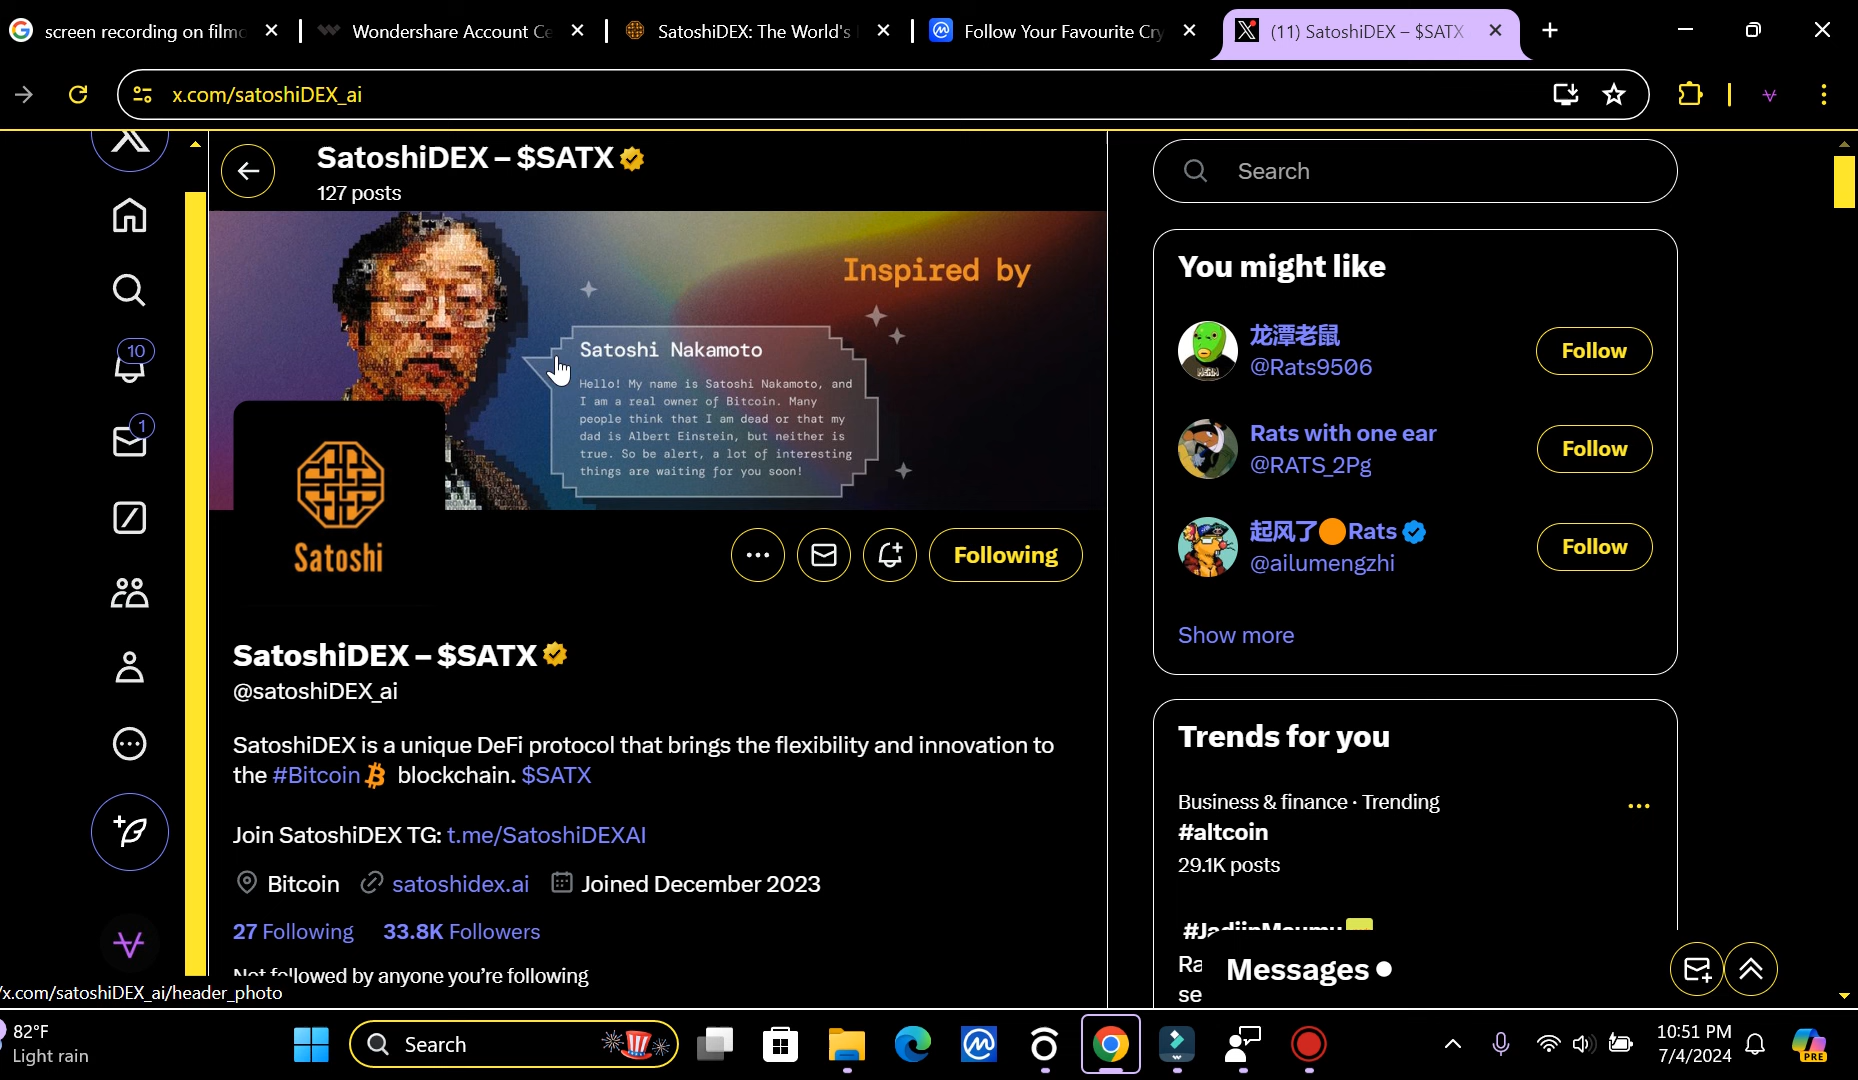 screen recording on filmo
Wondershare Account Ce
SatoshiDEX: The World's
Follow Your Favourite Cry
(11) SatoshiDEX – $SATX
x.com/satoshiDEX_ai
SatoshiDEX – $SATX
127 posts
Inspired by
Satoshi Nakamoto
Hello! My name is Satoshi Nakamoto, and
I am a real owner of Bitcoin. Many
people think that I am dead or that my
dad is Albert Einstein, but neither is
true. So be alert, a lot of interesting
things are waiting for you soon!
Satoshi
10
1
Following
SatoshiDEX – $SATX
@satoshiDEX_ai
SatoshiDEX is a unique DeFi protocol that brings the flexibility and innovation to
the #Bitcoin blockchain. $SATX
Join SatoshiDEX TG: t.me/SatoshiDEXAI
Bitcoin satoshidex.ai Joined December 2023
27 Following 33.8K Followers
Not followed by anyone you're following
/x.com/satoshiDEX_ai/header_photo
Search
You might like
龙潭老鼠
@Rats9506
Follow
Rats with one ear
@RATS_2Pg
Follow
起风了🟠Rats
@ailumengzhi
Follow
Show more
Trends for you
Business & finance · Trending
#altcoin
29.1K posts
Ra
se
Messages
82°F
Light rain
Search
10:51 PM
7/4/2024
PRE